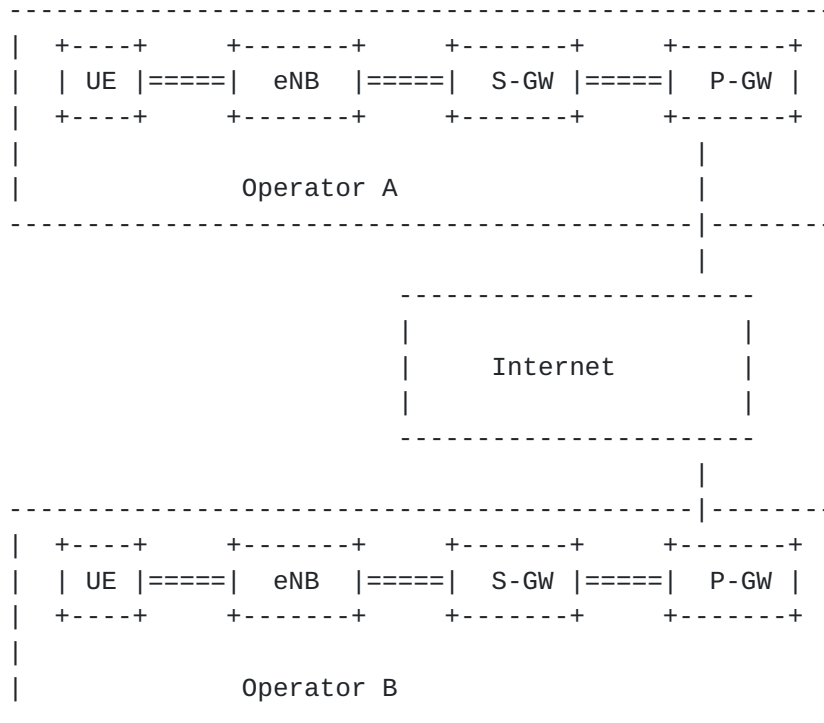 UE eNB S-GW P-GW
Operator A
Internet
UE eNB S-GW P-GW
Operator B